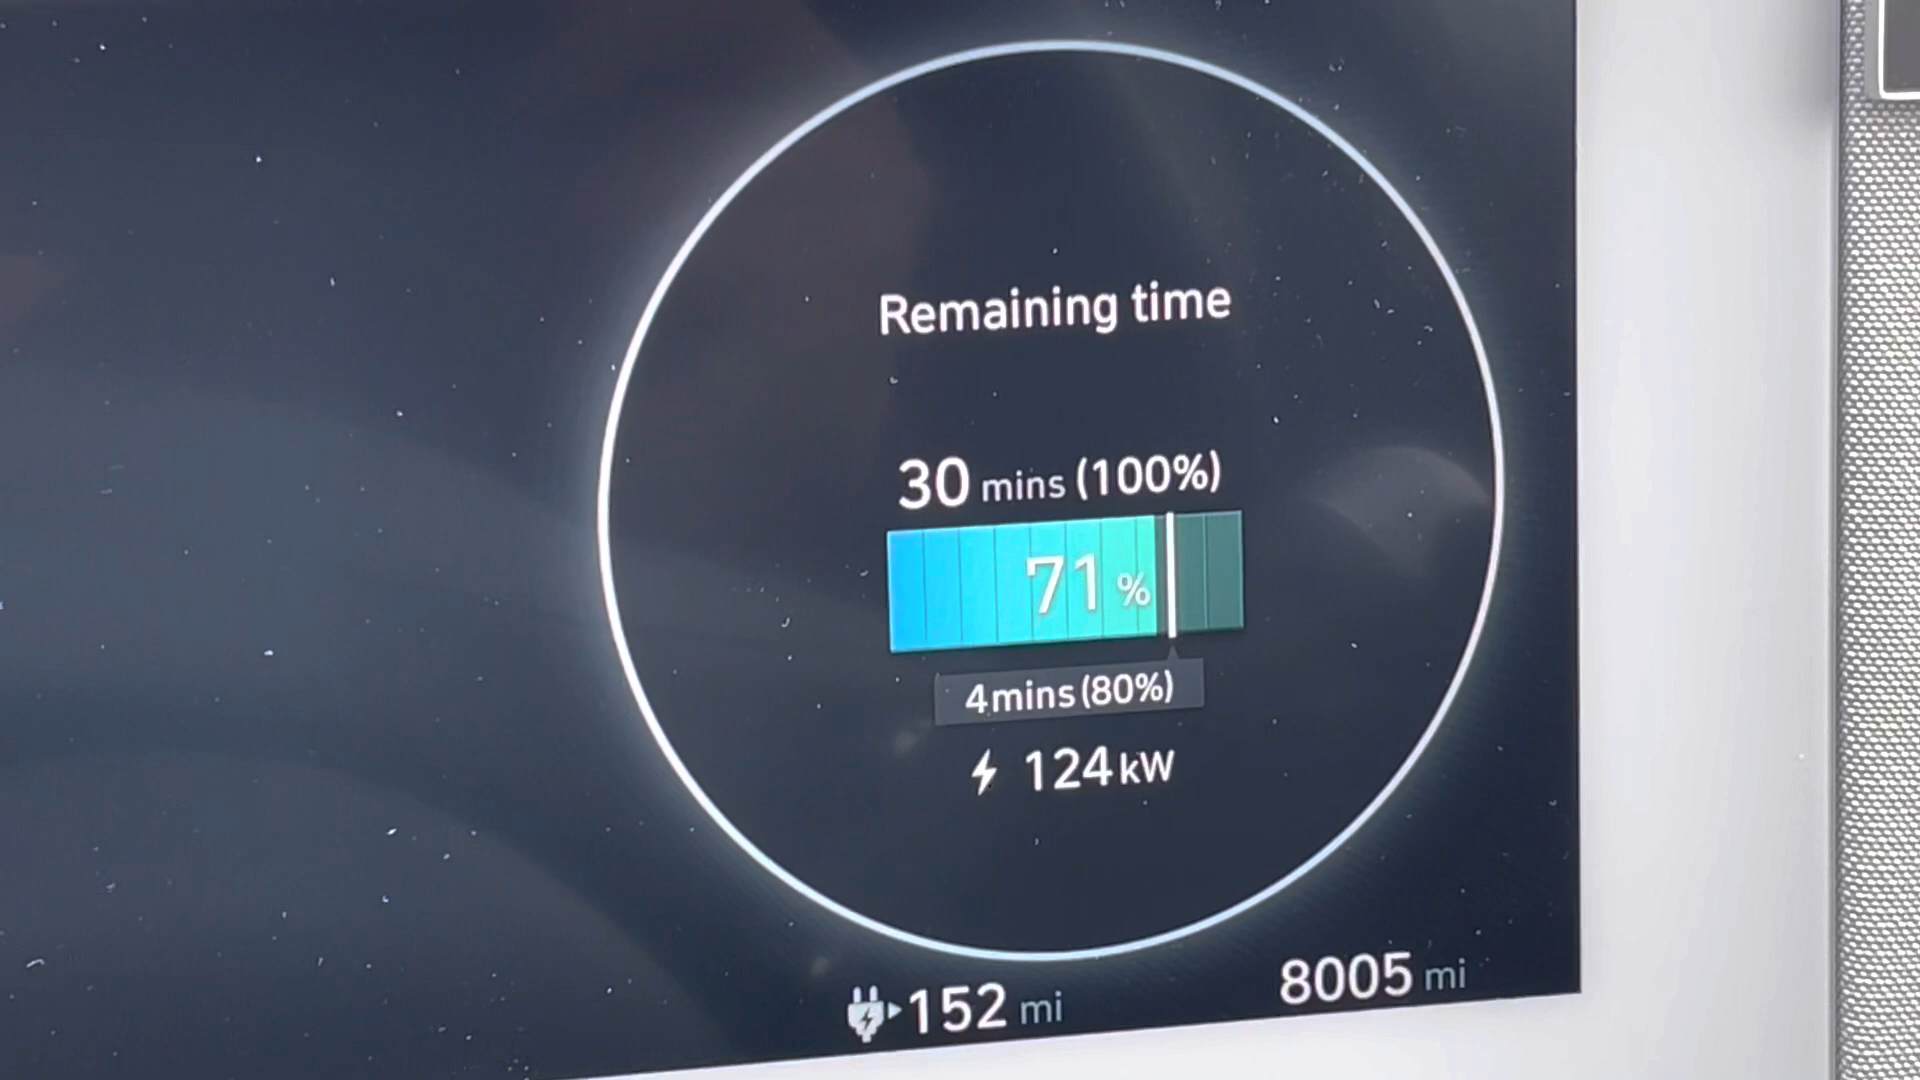 Remaining time
30 mins (100%)
71 %
4mins (80%)
124 kW
152 mi
8005 mi